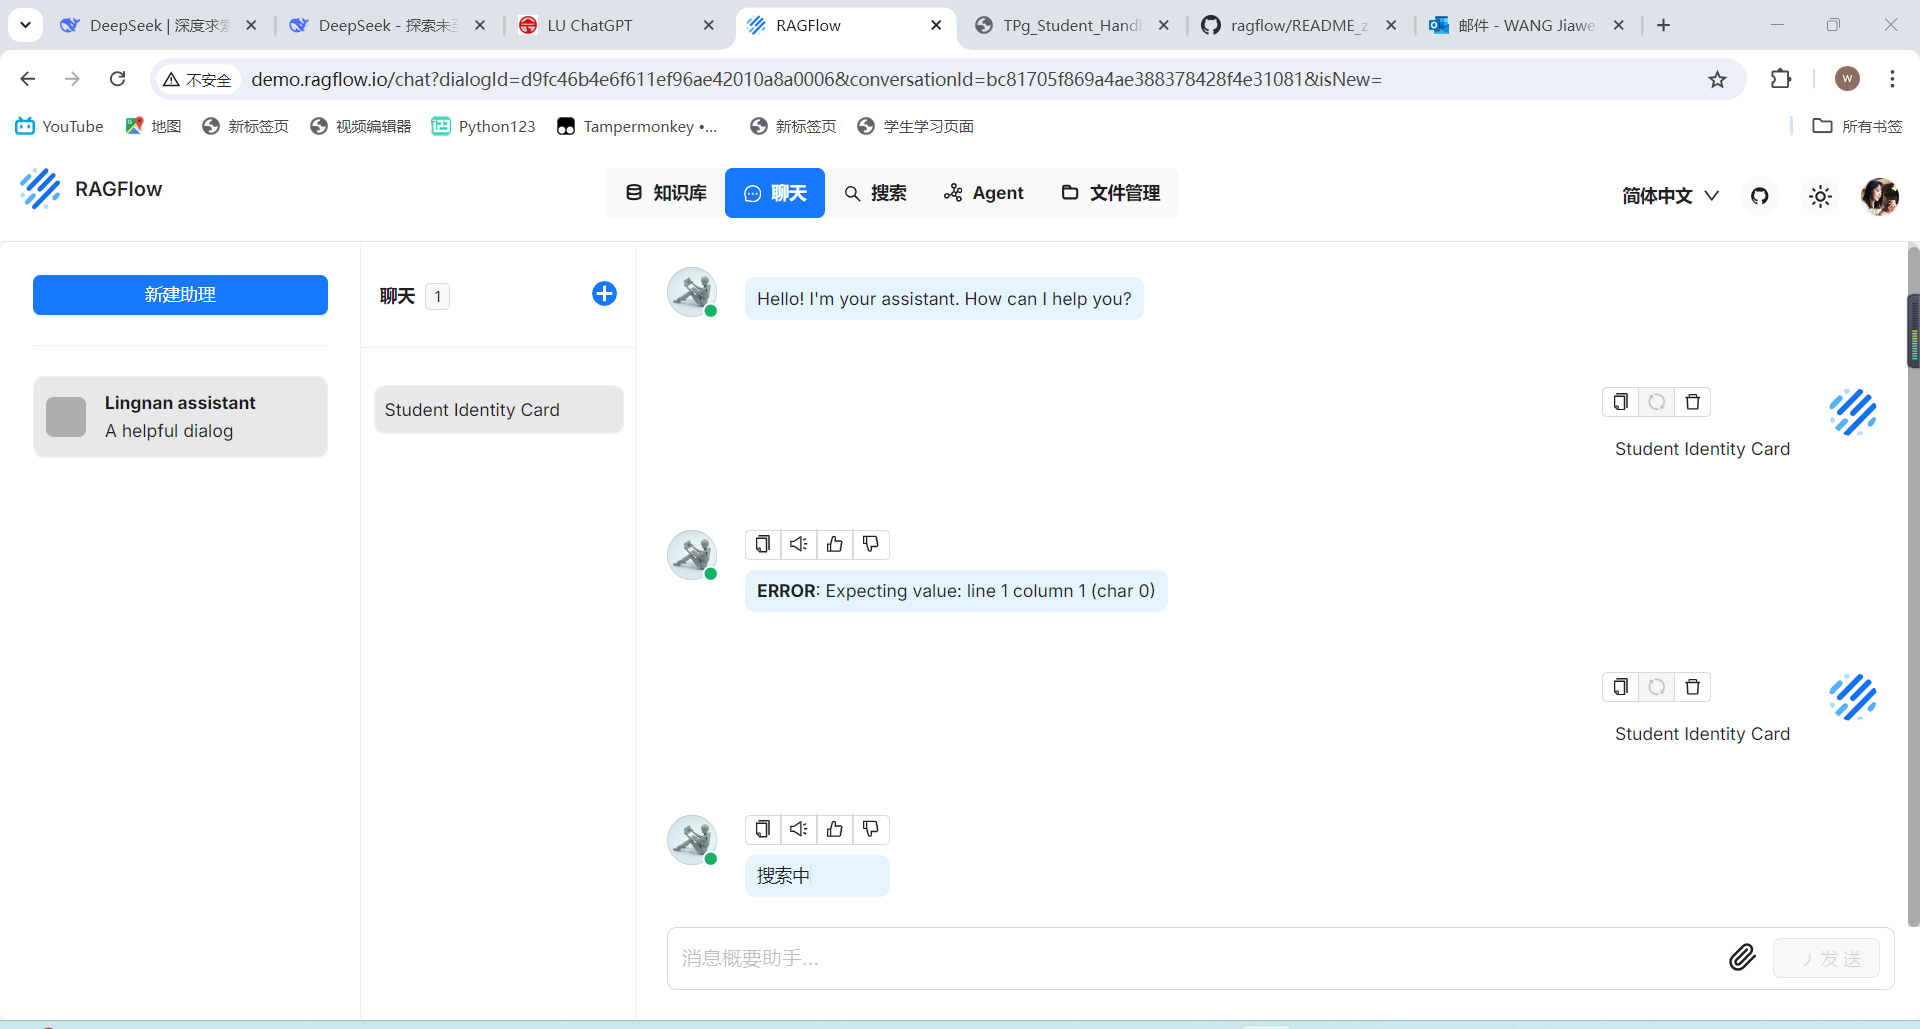 DeepSeek | 深度求索
DeepSeek - 探索未至
LU ChatGPT
RAGFlow
TPg_Student_Handb
ragflow/README_z
邮件 - WANG Jiawe
不安全
demo.ragflow.io/chat?dialogId=d9fc46b4e6f611ef96ae42010a8a0006&conversationId=bc81705f869a4ae388378428f4e31081&isNew=
W
YouTube
地图
新标签页
视频编辑器
Python123
Tampermonkey •...
新标签页
学生学习页面
所有书签
RAGFlow
知识库
聊天
搜索
Agent
文件管理
简体中文
新建助理
聊天 1
Hello! I'm your assistant. How can I help you?
Lingnan assistant
A helpful dialog
Student Identity Card
Student Identity Card
ERROR: Expecting value: line 1 column 1 (char 0)
Student Identity Card
搜索中
消息概要助手...
发 送